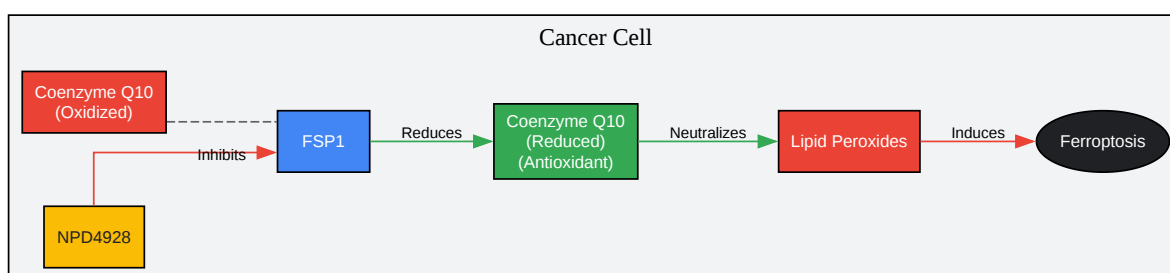 Cancer Cell
Coenzyme Q10
(Oxidized)
Inhibits
NPD4928
FSP1
Reduces
Coenzyme Q10
(Reduced)
(Antioxidant)
Neutralizes
Lipid Peroxides
Induces
Ferroptosis